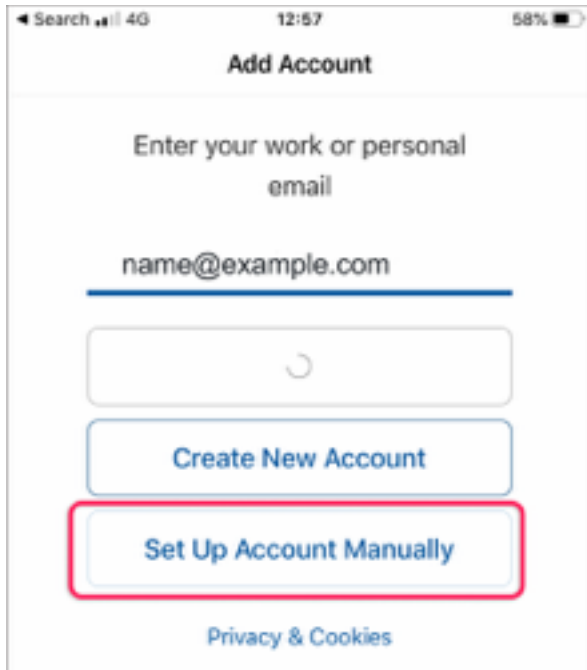 Search 4G 12:57 58%
Add Account
Enter your work or personal
email
name@example.com
Create New Account
Set Up Account Manually
Privacy & Cookies